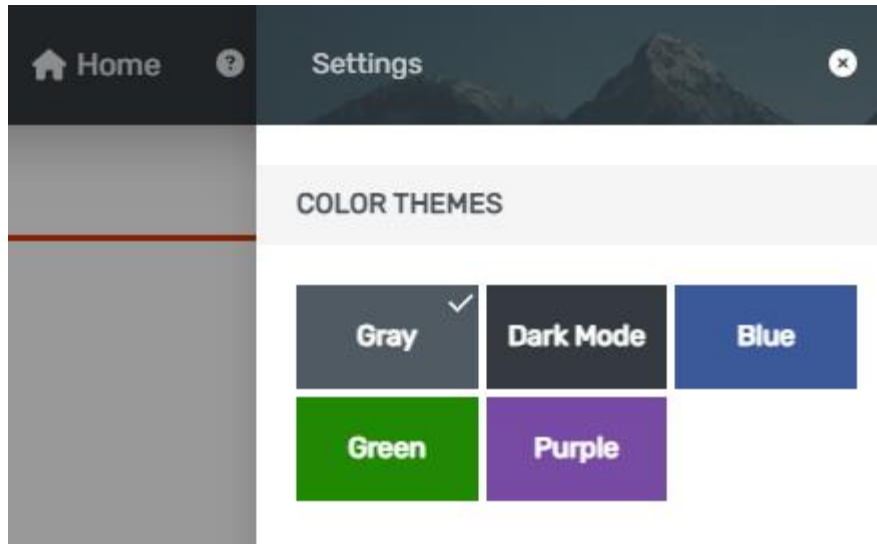 Home
Settings
COLOR THEMES
Gray
Dark Mode
Blue
Green
Purple